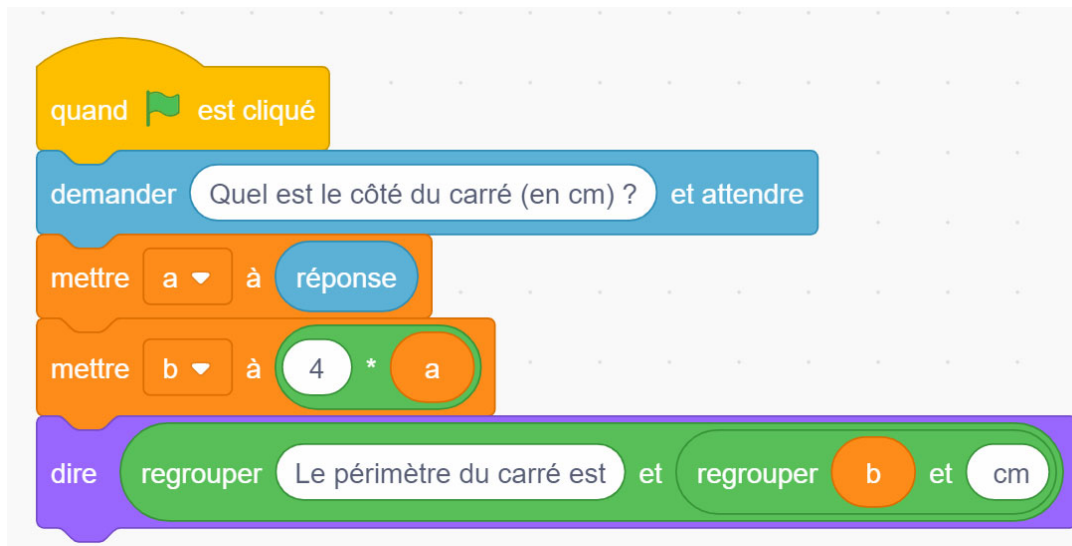 quand est cliqué
demander Quel est le côté du carré (en cm) ? et attendre
mettre a à réponse
mettre b à 4 * a
dire regrouper Le périmètre du carré est et regrouper b et cm